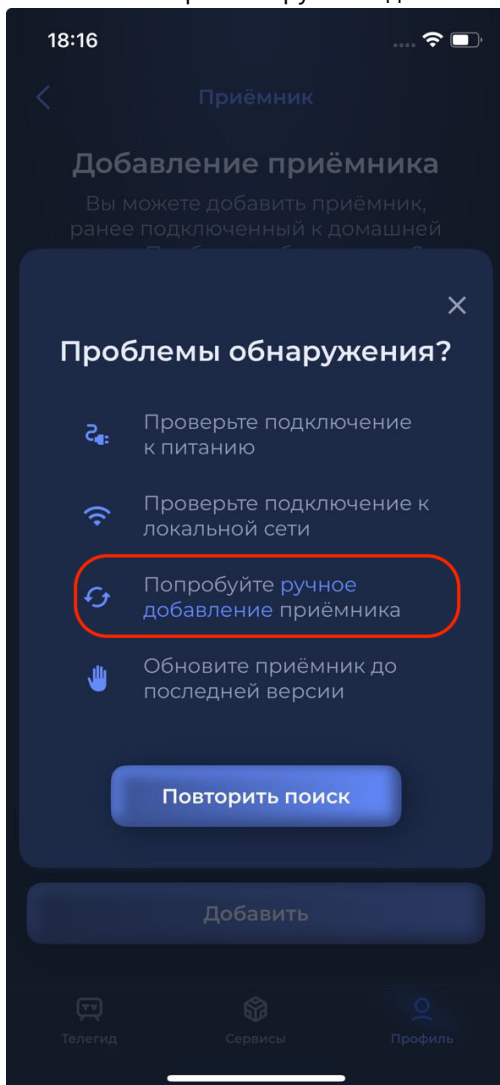 18:16
Приёмник
Добавление приёмника
Вы можете добавить приёмник,
ранее подключенный к домашней
Проблемы обнаружения?
Проверьте подключение
к питанию
Проверьте подключение к
локальной сети
Попробуйте ручное
добавление приёмника
Обновите приёмник до
последней версии
Повторить поиск
Добавить
Телегид
Сервисы
Профиль